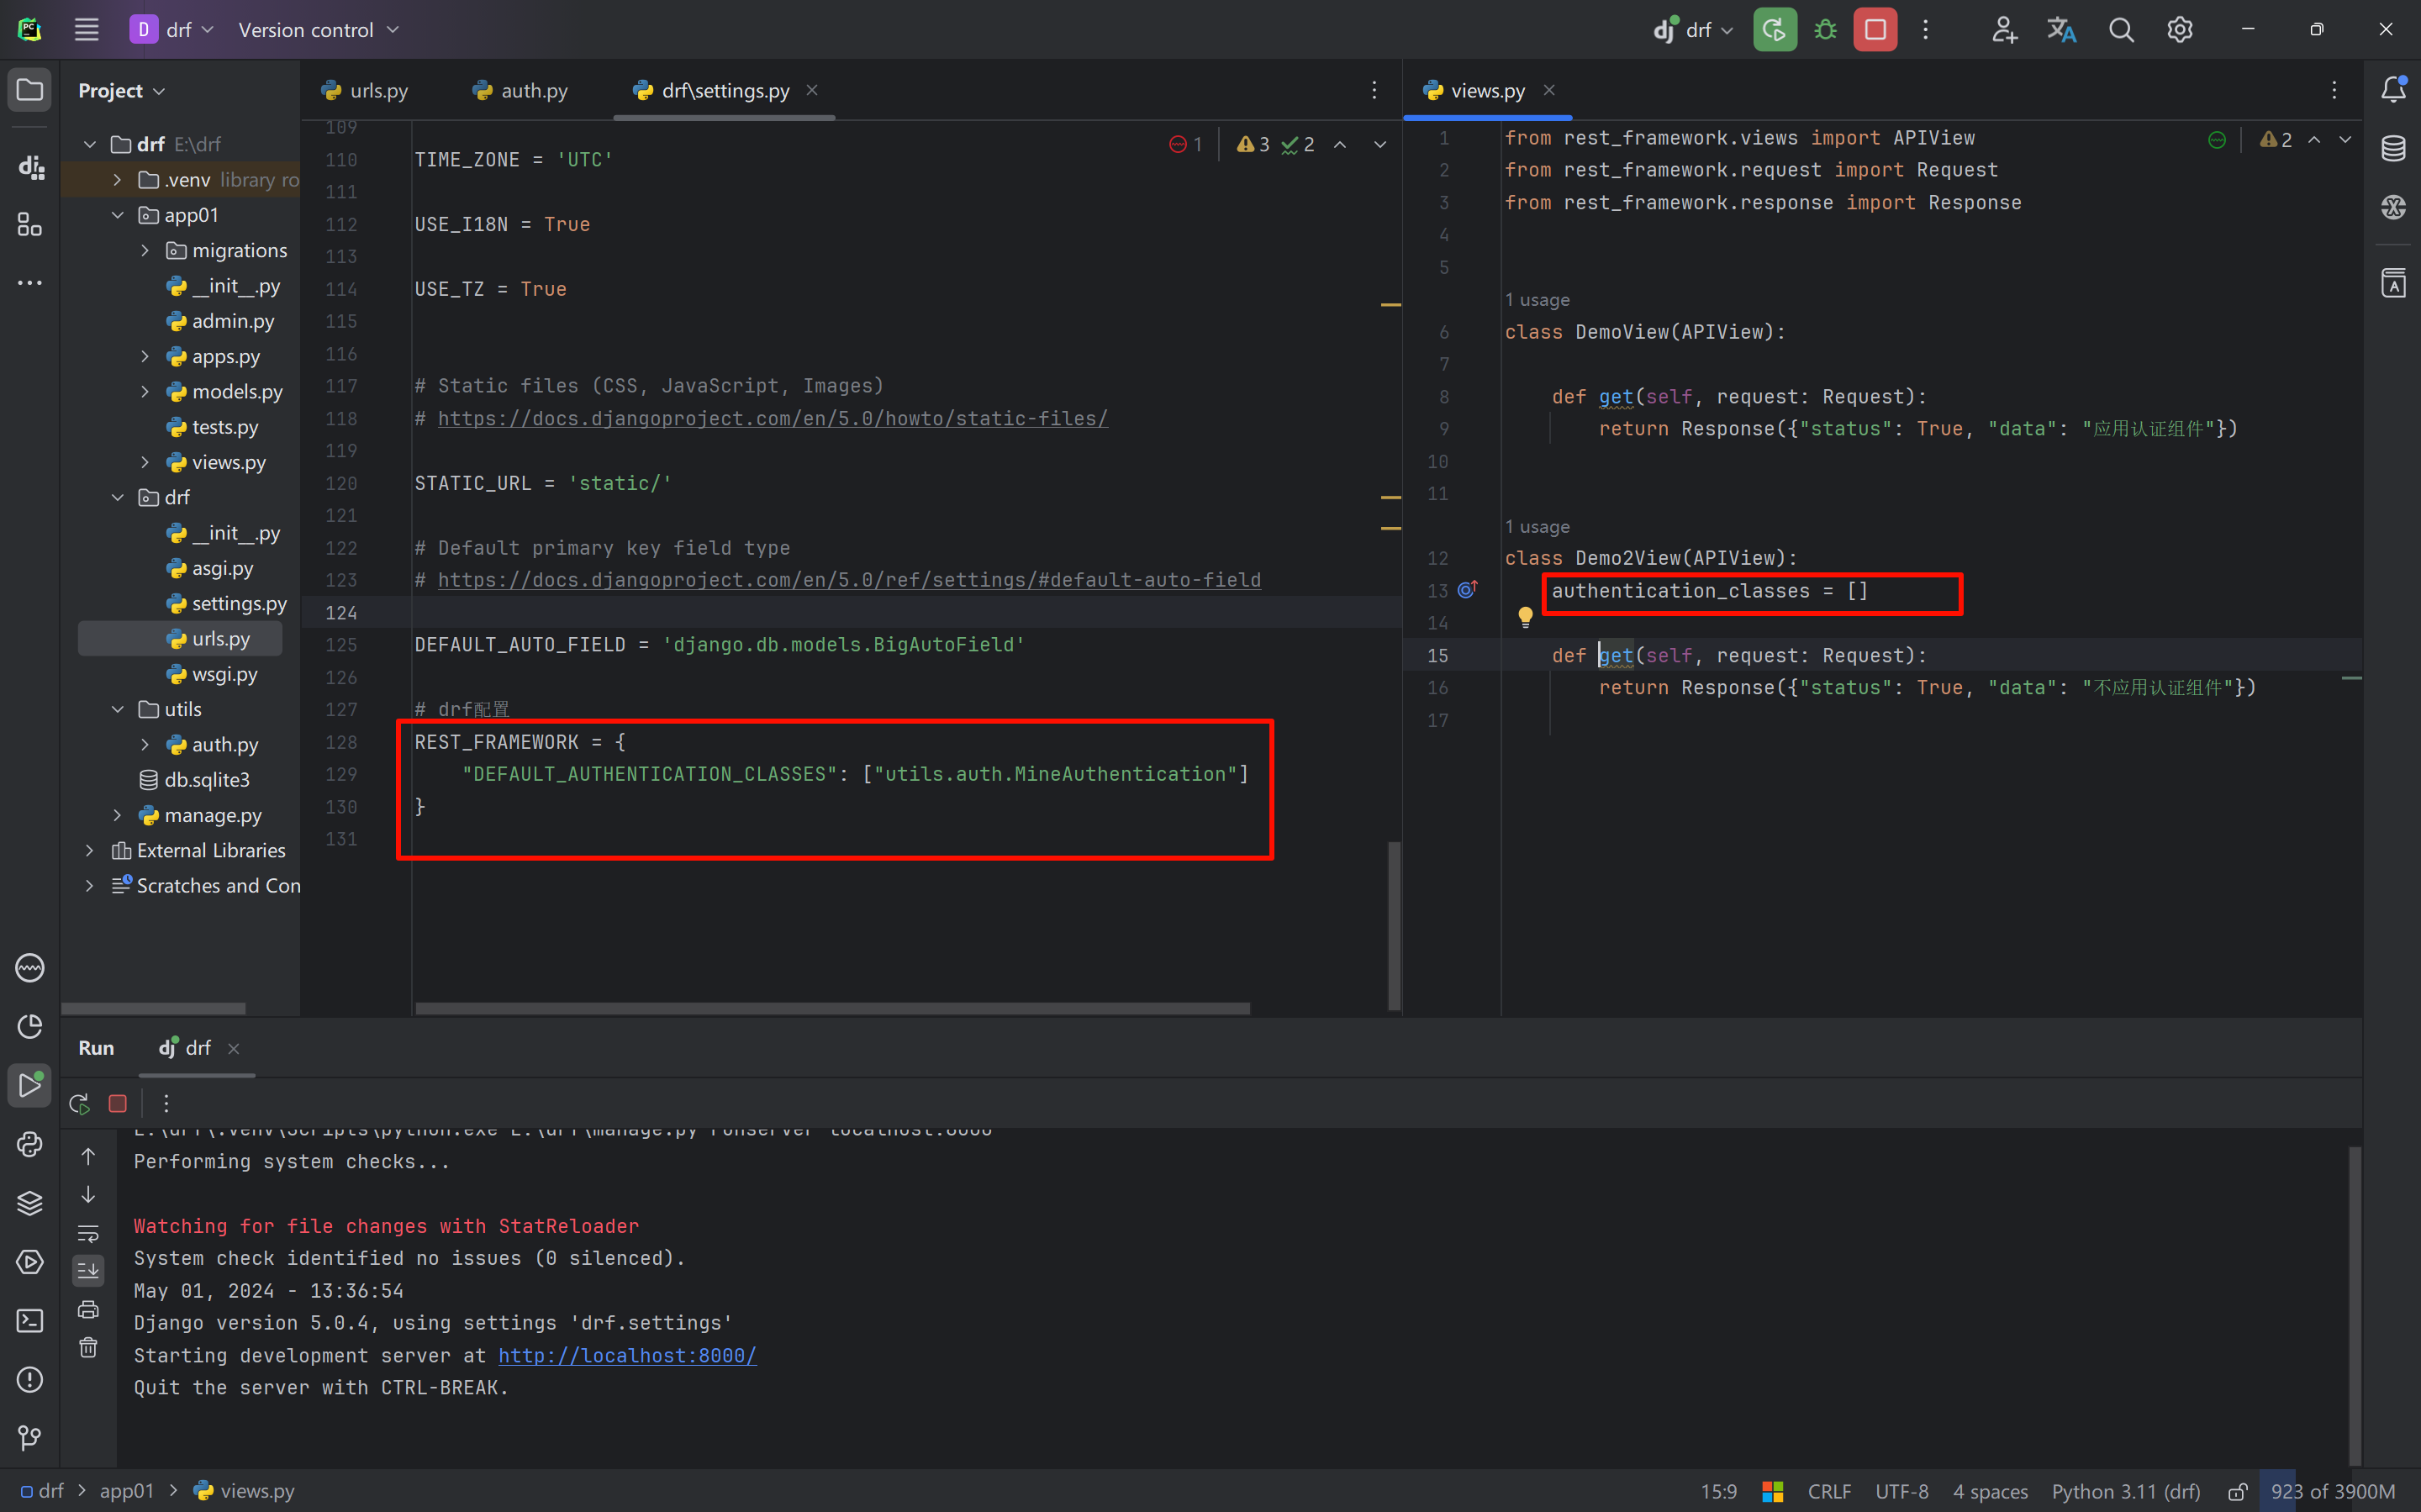 D drf Version control
drf
Project
drf E:\drf
.venv library ro
app01
migrations
__init__.py
admin.py
apps.py
models.py
tests.py
views.py
drf
__init__.py
asgi.py
settings.py
urls.py
wsgi.py
utils
auth.py
db.sqlite3
manage.py
External Libraries
Scratches and Con
urls.py auth.py drf\settings.py
1 3 2
109
110 TIME_ZONE = 'UTC'
111
112 USE_I18N = True
113
114 USE_TZ = True
115
116
117 # Static files (CSS, JavaScript, Images)
118 # https://docs.djangoproject.com/en/5.0/howto/static-files/
119
120 STATIC_URL = 'static/'
121
122 # Default primary key field type
123 # https://docs.djangoproject.com/en/5.0/ref/settings/#default-auto-field
124
125 DEFAULT_AUTO_FIELD = 'django.db.models.BigAutoField'
126
127 # drf配置
128 REST_FRAMEWORK = {
129 "DEFAULT_AUTHENTICATION_CLASSES": ["utils.auth.MineAuthentication"]
130 }
131
views.py
2
1 from rest_framework.views import APIView
2 from rest_framework.request import Request
3 from rest_framework.response import Response
4
5
1 usage
6 class DemoView(APIView):
7
8 def get(self, request: Request):
9 return Response({"status": True, "data": "应用认证组件"})
10
11
1 usage
12 class Demo2View(APIView):
13 authentication_classes = []
14
15 def get(self, request: Request):
16 return Response({"status": True, "data": "不应用认证组件"})
17
Run drf
E:\drf\.venv\Scripts\python.exe E:\drf\manage.py runserver localhost:8000
Performing system checks...
Watching for file changes with StatReloader
System check identified no issues (0 silenced).
May 01, 2024 - 13:36:54
Django version 5.0.4, using settings 'drf.settings'
Starting development server at http://localhost:8000/
Quit the server with CTRL-BREAK.
drf > app01 > views.py
15:9 CRLF UTF-8 4 spaces Python 3.11 (drf) 923 of 3900M